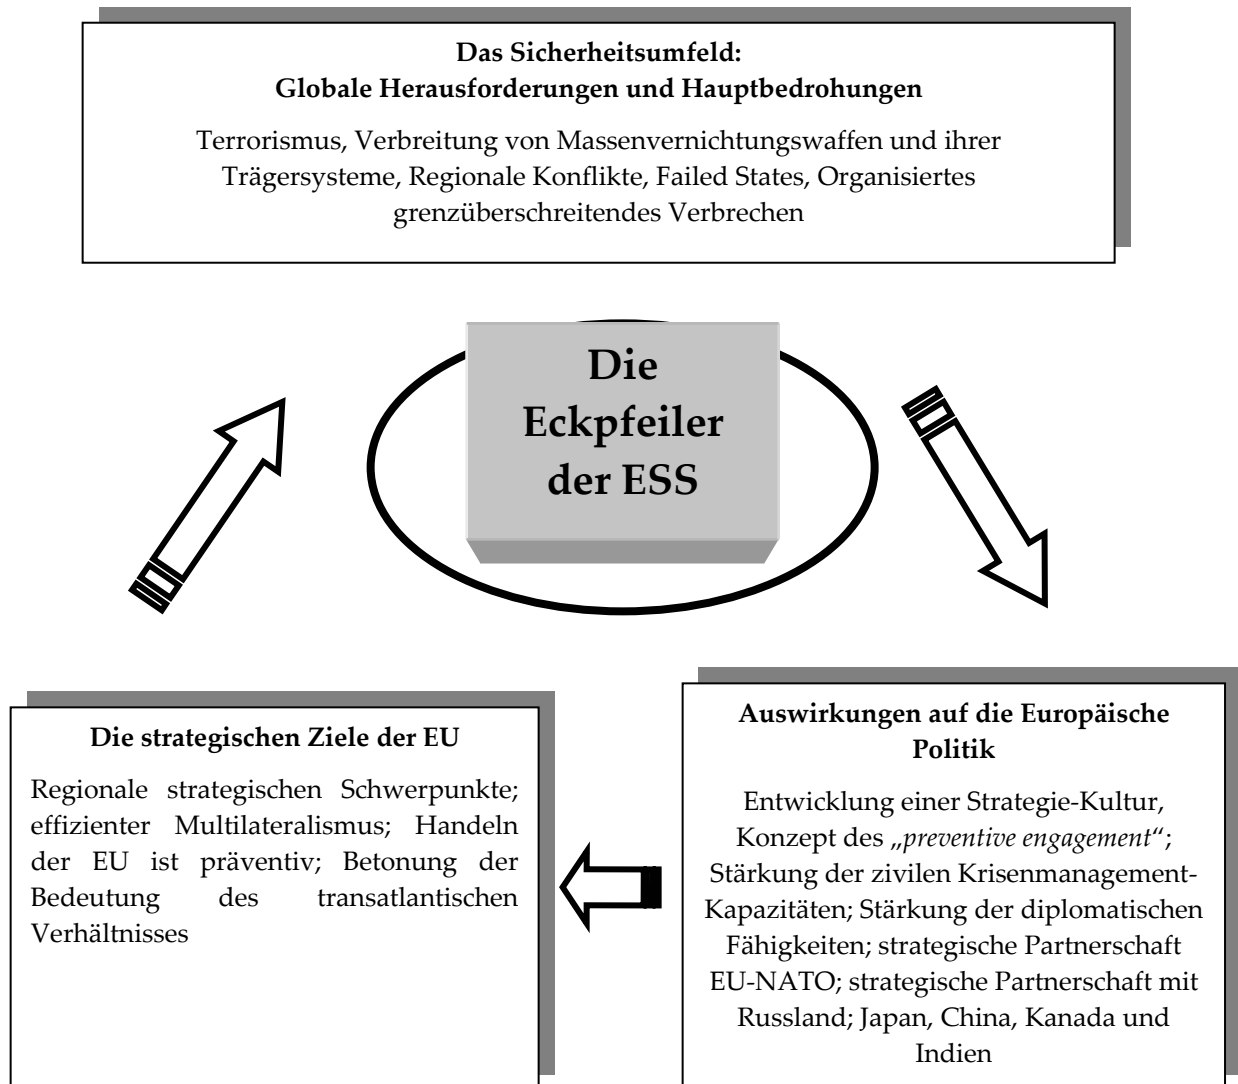 Das Sicherheitsumfeld:
Globale Herausforderungen und Hauptbedrohungen
Terrorismus, Verbreitung von Massenvernichtungswaffen und ihrer
Trägersysteme, Regionale Konflikte, Failed States, Organisiertes
grenzüberschreitendes Verbrechen
Die
Eckpfeiler
der ESS
Die strategischen Ziele der EU
Regionale strategischen Schwerpunkte;
effizienter Multilateralismus; Handeln
der EU ist präventiv; Betonung der
Bedeutung des transatlantischen
Verhältnisses
Auswirkungen auf die Europäische
Politik
Entwicklung einer Strategie-Kultur,
Konzept des „preventive engagement“;
Stärkung der zivilen Krisenmanagement-
Kapazitäten; Stärkung der diplomatischen
Fähigkeiten; strategische Partnerschaft
EU-NATO; strategische Partnerschaft mit
Russland; Japan, China, Kanada und
Indien